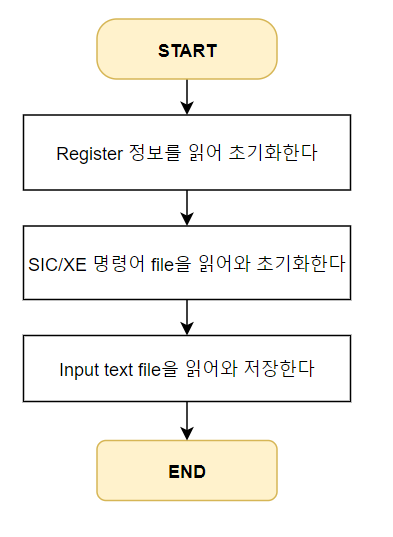 START
Register 정보를 읽어 초기화한다
SIC/XE 명령어 file을 읽어와 초기화한다
Input text file을 읽어와 저장한다
END